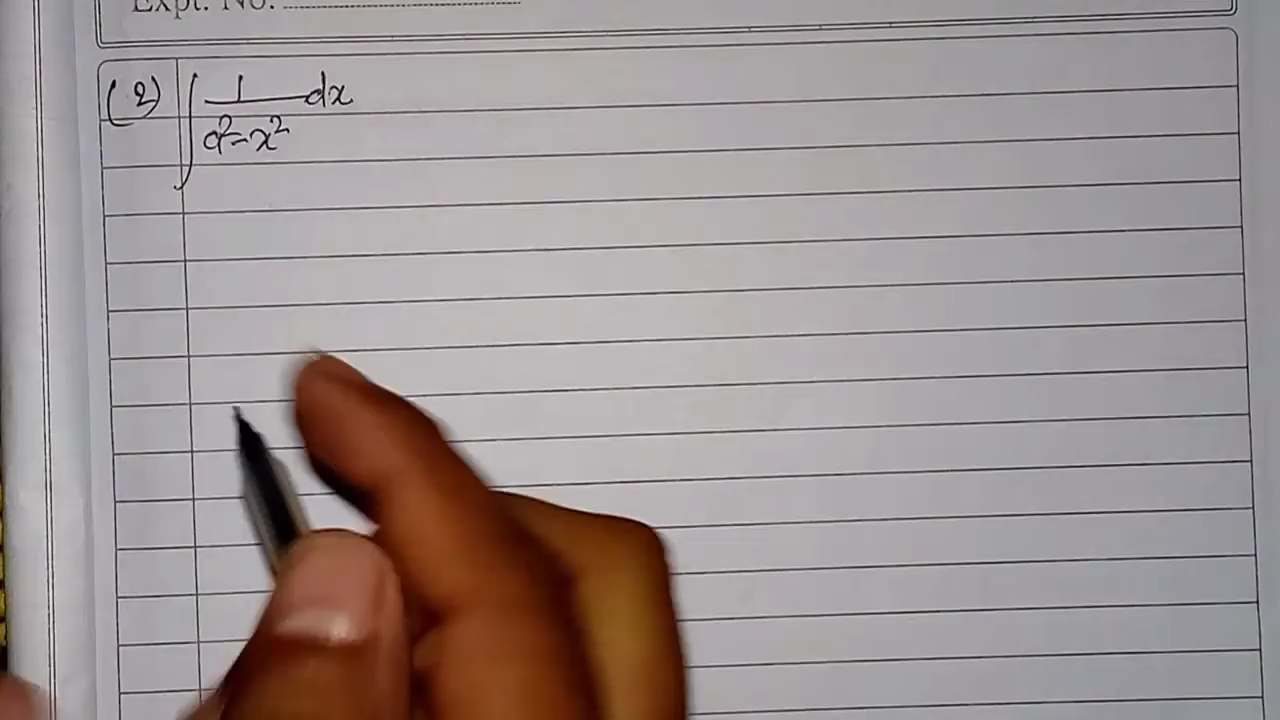 Expt. No.
(2) ∫ 1/(a²-x²) dx